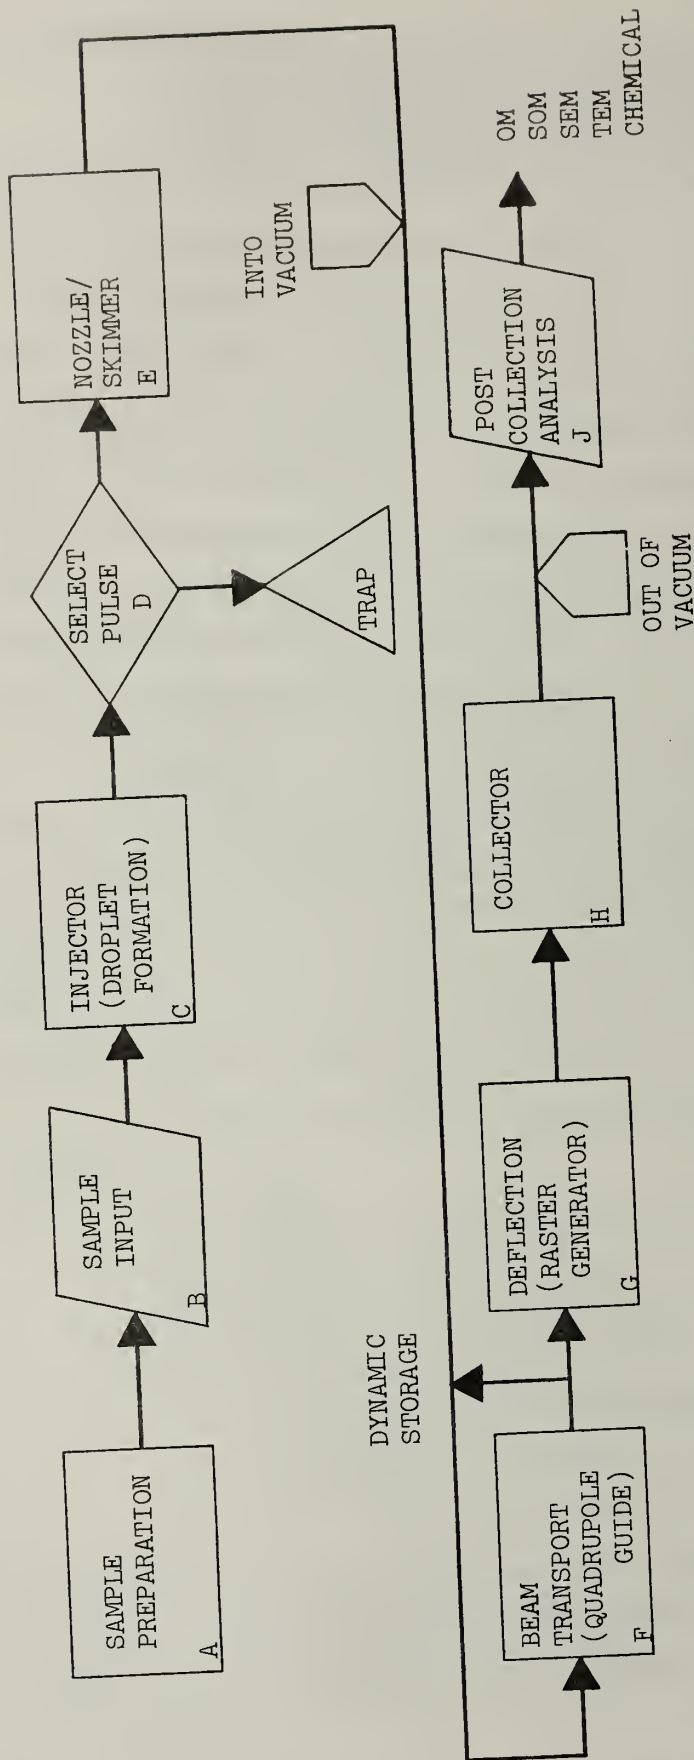 SAMPLE
PREPARATION
A
SAMPLE
INPUT
B
INJECTOR
(DROPLET
FORMATION)
C
SELECT
PULSE
D
TRAP
NOZZLE/
SKIMMER
E
INTO
VACUUM
DYNAMIC
STORAGE
BEAM
TRANSPORT
(QUADRUPOLE
GUIDE)
F
DEFLECTION
(RASTER
GENERATOR)
G
COLLECTOR
H
OUT OF
VACUUM
POST
COLLECTION
ANALYSIS
J
OM
SOM
SEM
TEM
CHEMICAL